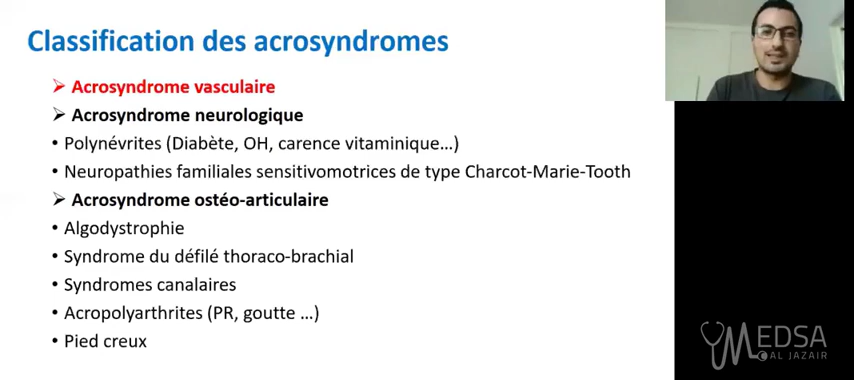 Classification des acrosyndromes
➢ Acrosyndrome vasculaire
➢ Acrosyndrome neurologique
• Polynévrites (Diabète, OH, carence vitaminique…)
• Neuropathies familiales sensitivomotrices de type Charcot-Marie-Tooth
➢ Acrosyndrome ostéo-articulaire
• Algodystrophie
• Syndrome du défilé thoraco-brachial
• Syndromes canalaires
• Acropolyarthrites (PR, goutte …)
• Pied creux
MEDSA
AL JAZAIR